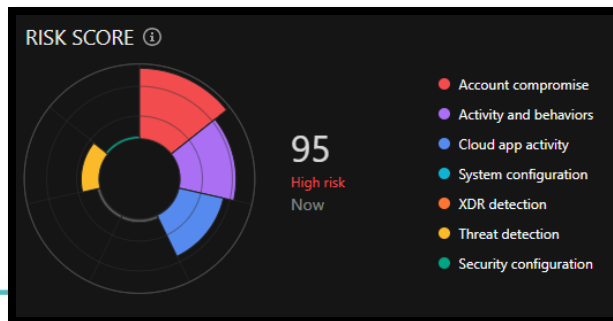 RISK SCORE
95
High risk
Now
Account compromise
Activity and behaviors
Cloud app activity
System configuration
XDR detection
Threat detection
Security configuration